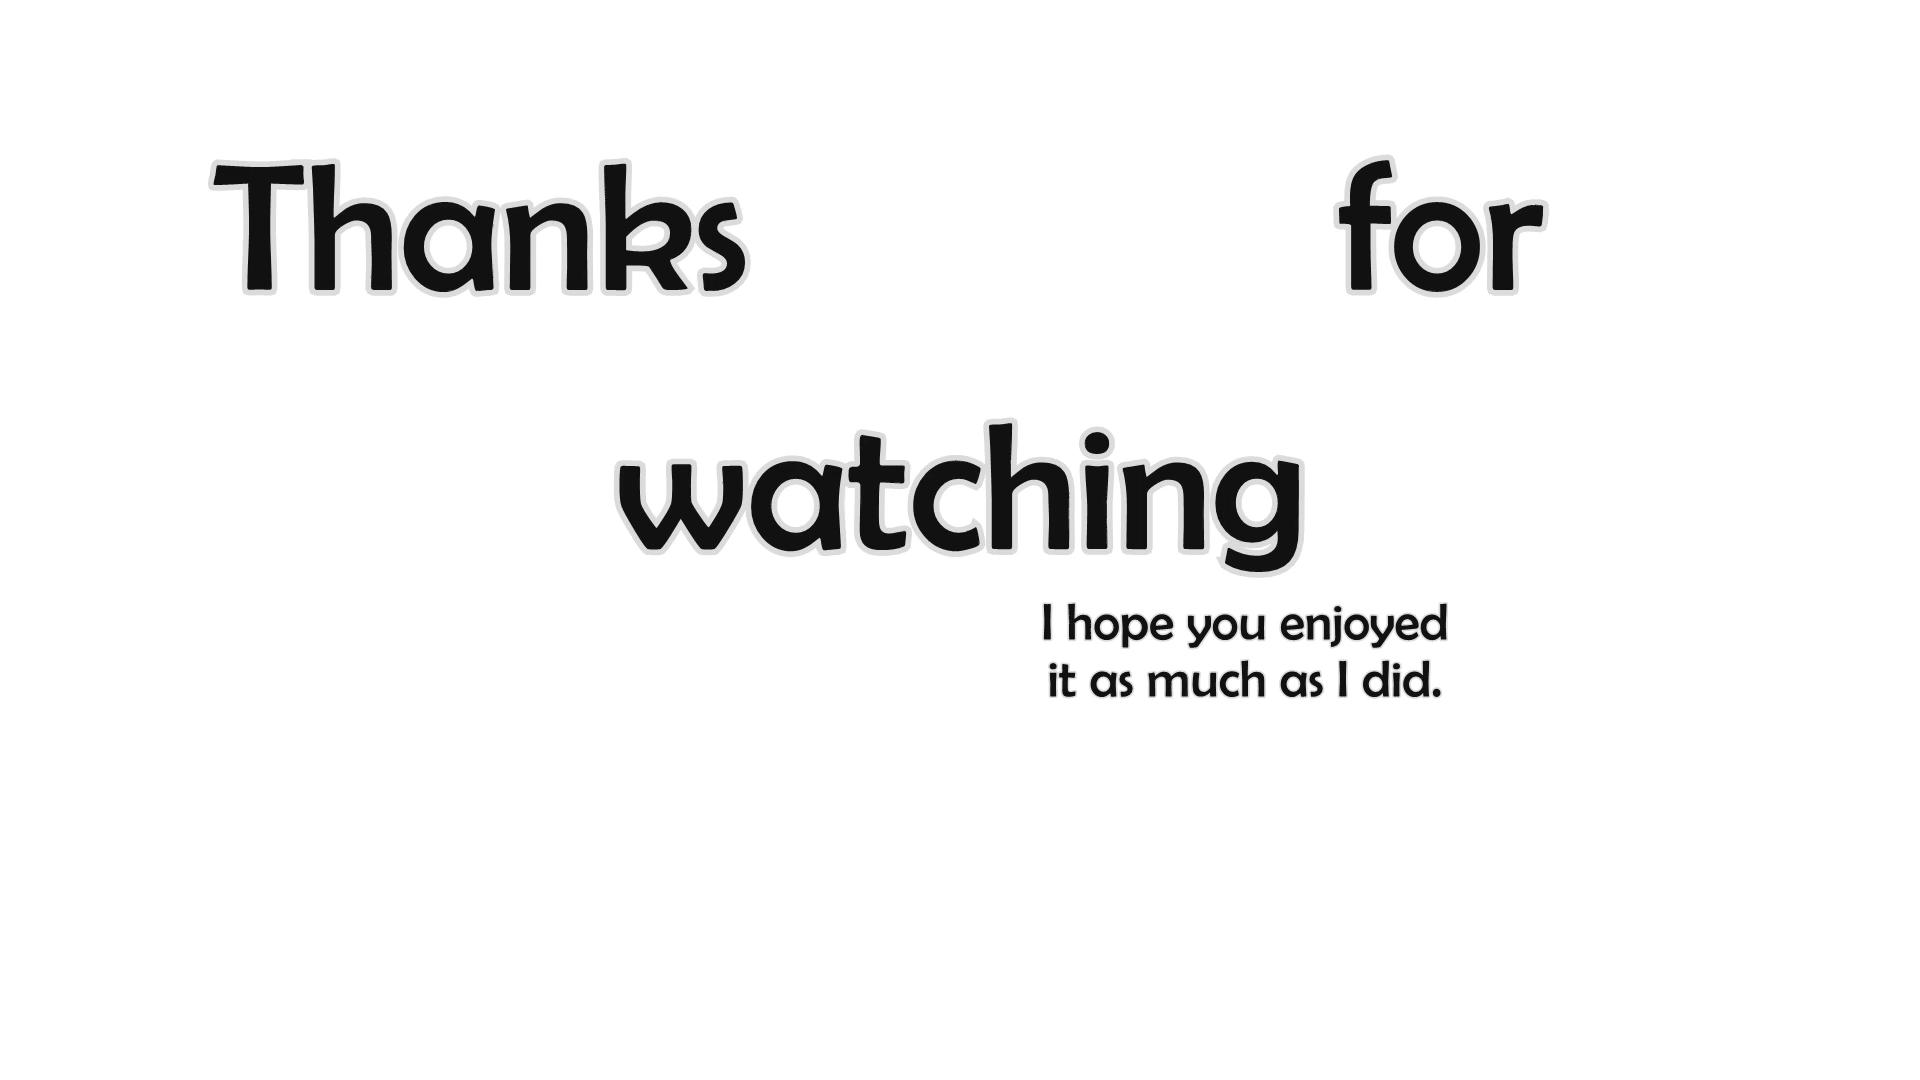 Thanks for
watching
I hope you enjoyed
it as much as I did.